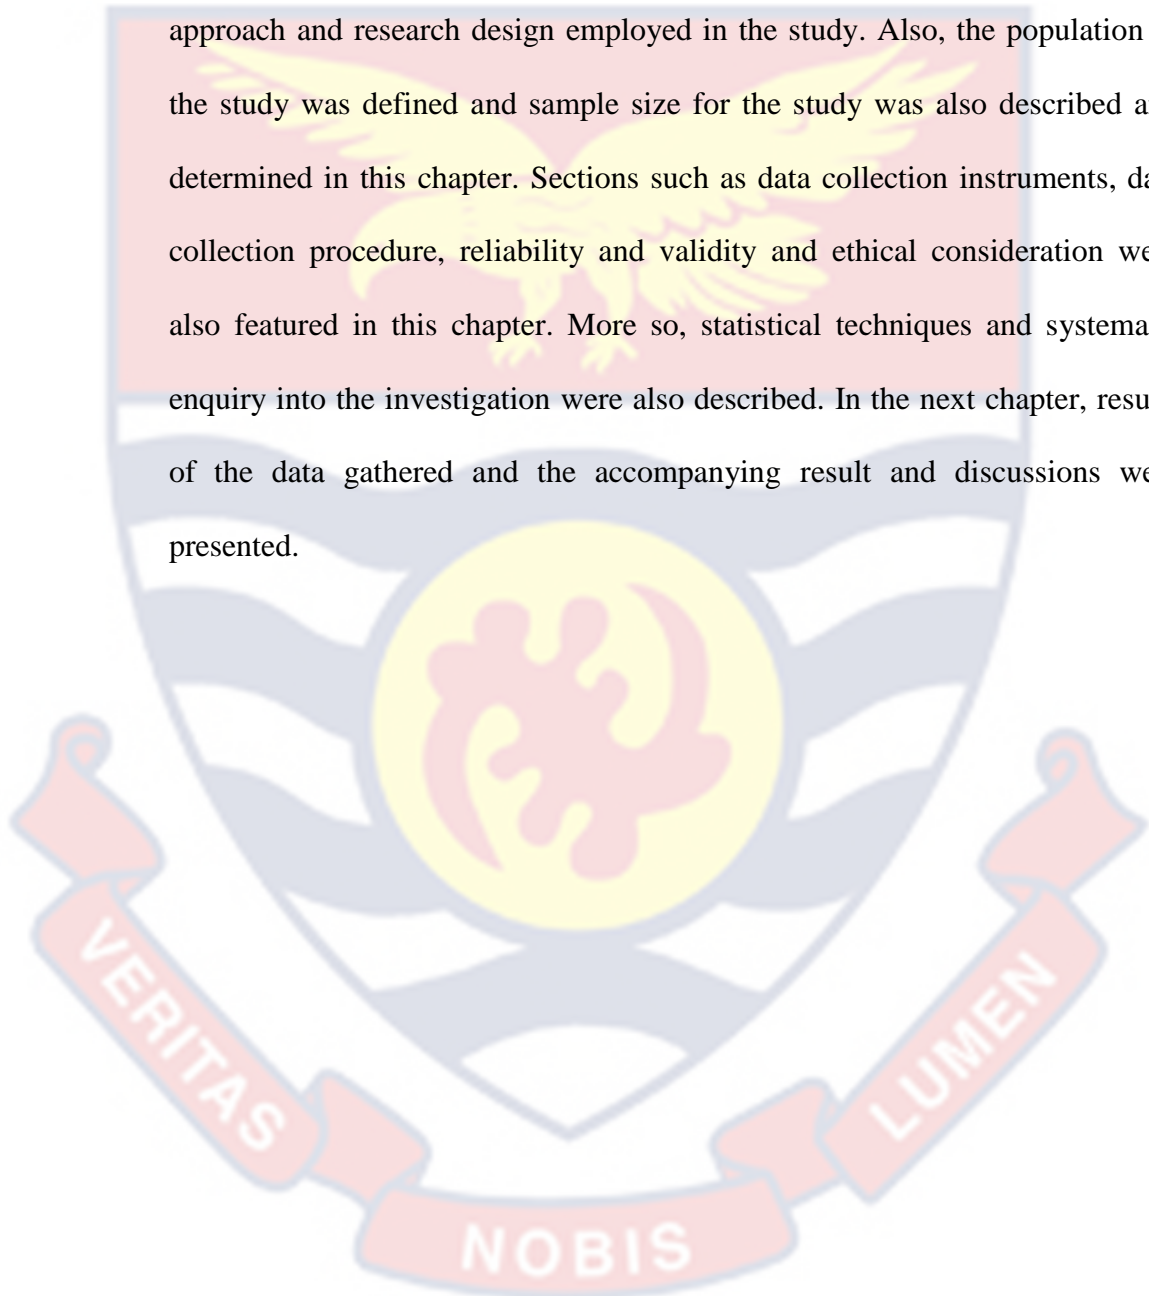 approach and research design employed in the study. Also, the population
the study was defined and sample size for the study was also described a
determined in this chapter. Sections such as data collection instruments, da
collection procedure, reliability and validity and ethical consideration we
also featured in this chapter. More so, statistical techniques and systema
enquiry into the investigation were also described. In the next chapter, resu
of the data gathered and the accompanying result and discussions we
presented.
VERITAS
NOBIS
LUMEN